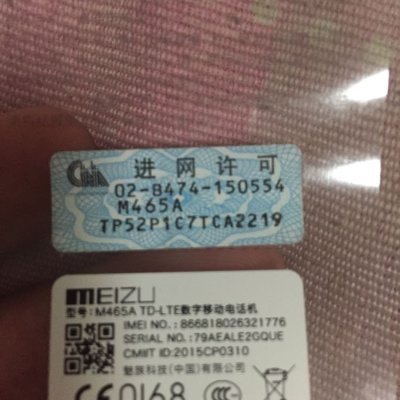 进网许可
02-8474-150554
M465A
TP52P1C7TCA2219
MEIZU
型号: M465A TD-LTE数字移动电话机
IMEI NO.: 866818026321776
SERIAL NO.: 79AEALE2GQUE
CMIIT ID: 2015CP0310
魅族科技(中国)有限公司
CE0168